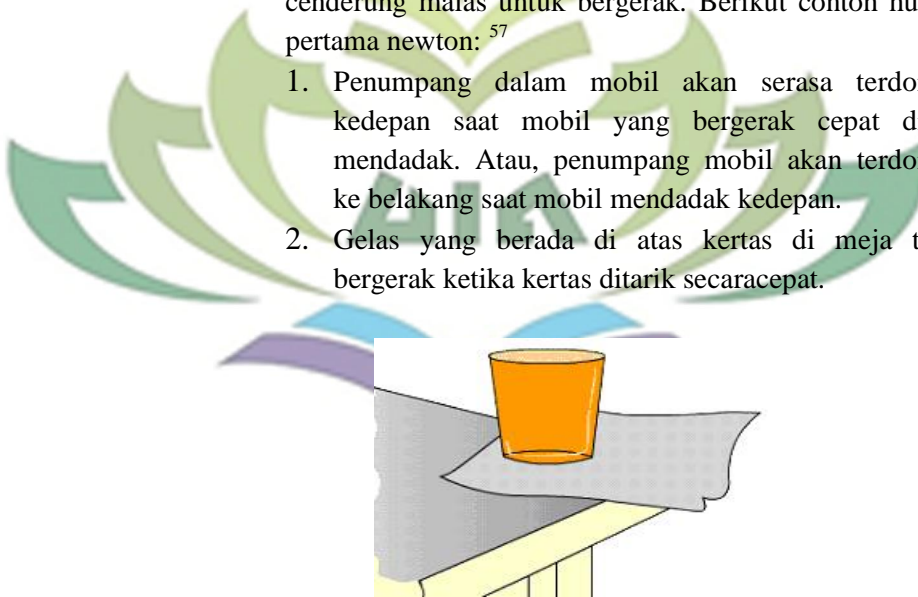 cenderung malas untuk bergerak. Berikut contoh hu
pertama newton: 57
1. Penumpang dalam mobil akan serasa terdo
kedepan saat mobil yang bergerak cepat di
mendadak. Atau, penumpang mobil akan terdo
ke belakang saat mobil mendadak kedepan.
2. Gelas yang berada di atas kertas di meja t
bergerak ketika kertas ditarik secaracepat.